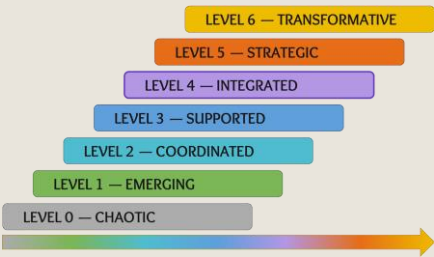 LEVEL 6 — TRANSFORMATIVE
LEVEL 5 — STRATEGIC
LEVEL 4 — INTEGRATED
LEVEL 3 — SUPPORTED
LEVEL 2 — COORDINATED
LEVEL 1 — EMERGING
LEVEL 0 — CHAOTIC